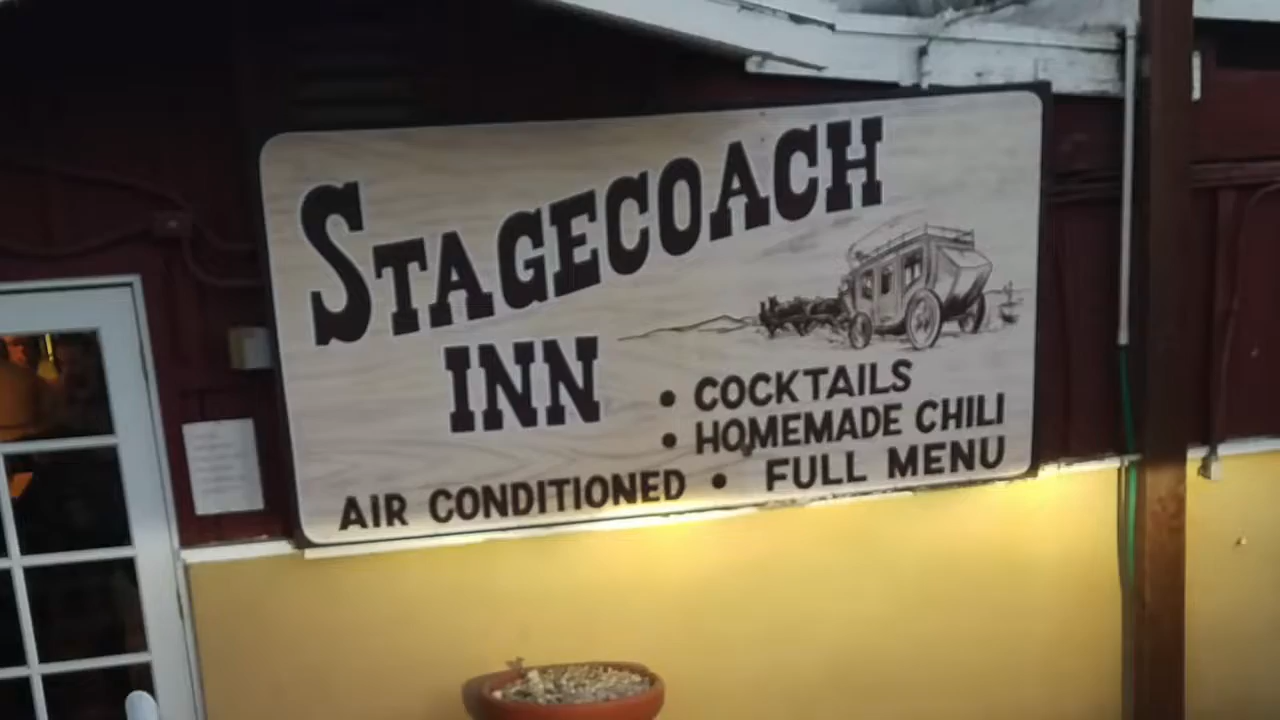 STAGECOACH
INN
• COCKTAILS
• HOMEMADE CHILI
AIR CONDITIONED • FULL MENU